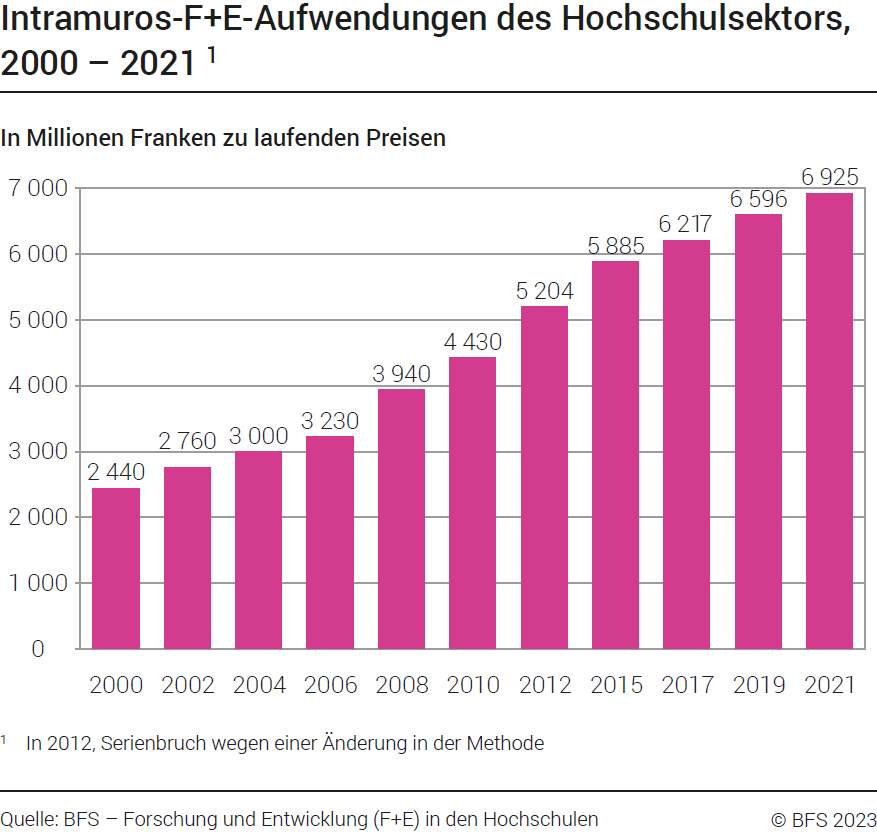 Intramuros-F+E-Aufwendungen des Hochschulsektors,
2000 – 2021 ¹
In Millionen Franken zu laufenden Preisen
7 000
6 000
5 000
4 000
3 000
2 000
1 000
0
2 440
2 760
3 000
3 230
3 940
4 430
5 204
5 885
6 217
6 596
6 925
2000 2002 2004 2006 2008 2010 2012 2015 2017 2019 2021
¹ In 2012, Serienbruch wegen einer Änderung in der Methode
Quelle: BFS – Forschung und Entwicklung (F+E) in den Hochschulen
© BFS 2023